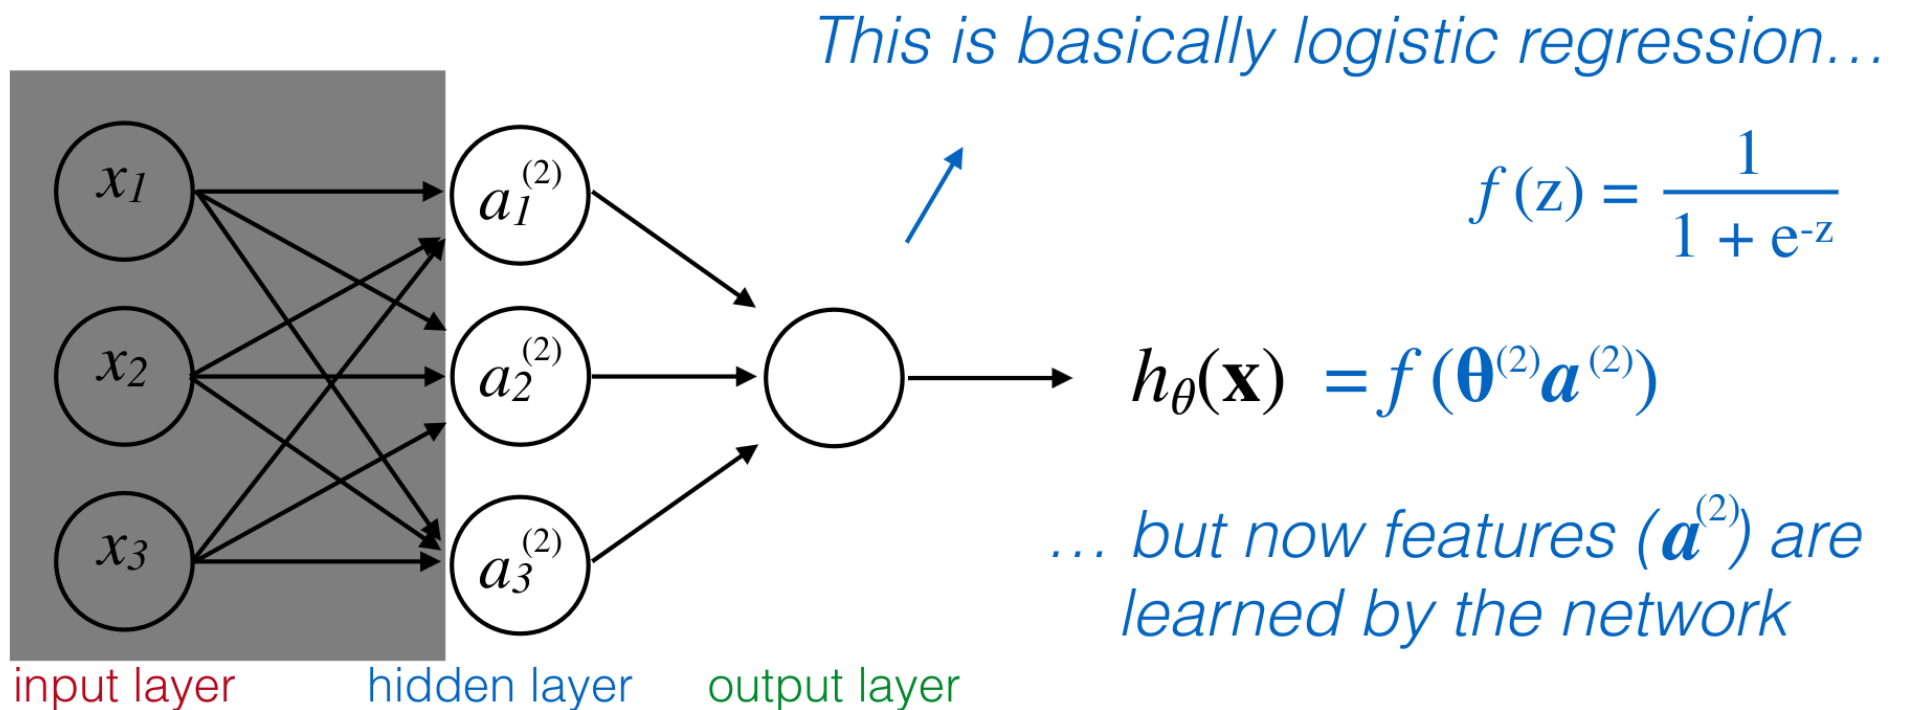 This is basically logistic regression…
x1
a1(2)
f(z) = 1 / 1 + e-z
x2
a2(2)
hθ(x) = f(θ(2)a(2))
x3
a3(2)
… but now features (a(2)) are
learned by the network
input layer
hidden layer
output layer